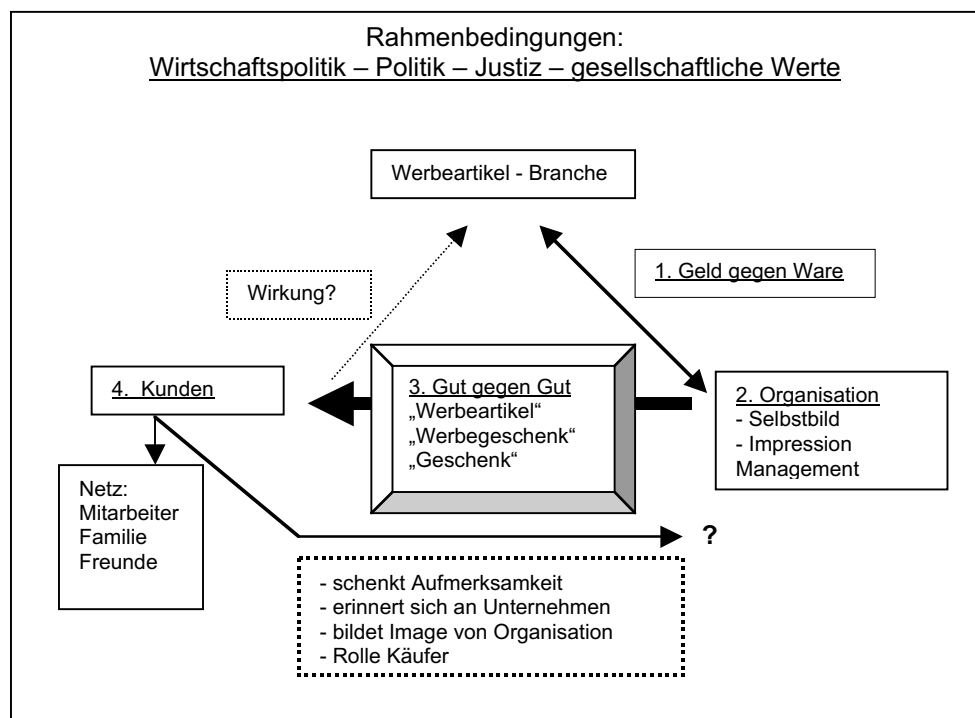 Rahmenbedingungen:
Wirtschaftspolitik – Politik – Justiz – gesellschaftliche Werte
Werbeartikel - Branche
1. Geld gegen Ware
Wirkung?
4. Kunden
3. Gut gegen Gut
„Werbeartikel“
„Werbegeschenk“
„Geschenk“
2. Organisation
- Selbstbild
- Impression
Management
Netz:
Mitarbeiter
Familie
Freunde
?
- schenkt Aufmerksamkeit
- erinnert sich an Unternehmen
- bildet Image von Organisation
- Rolle Käufer